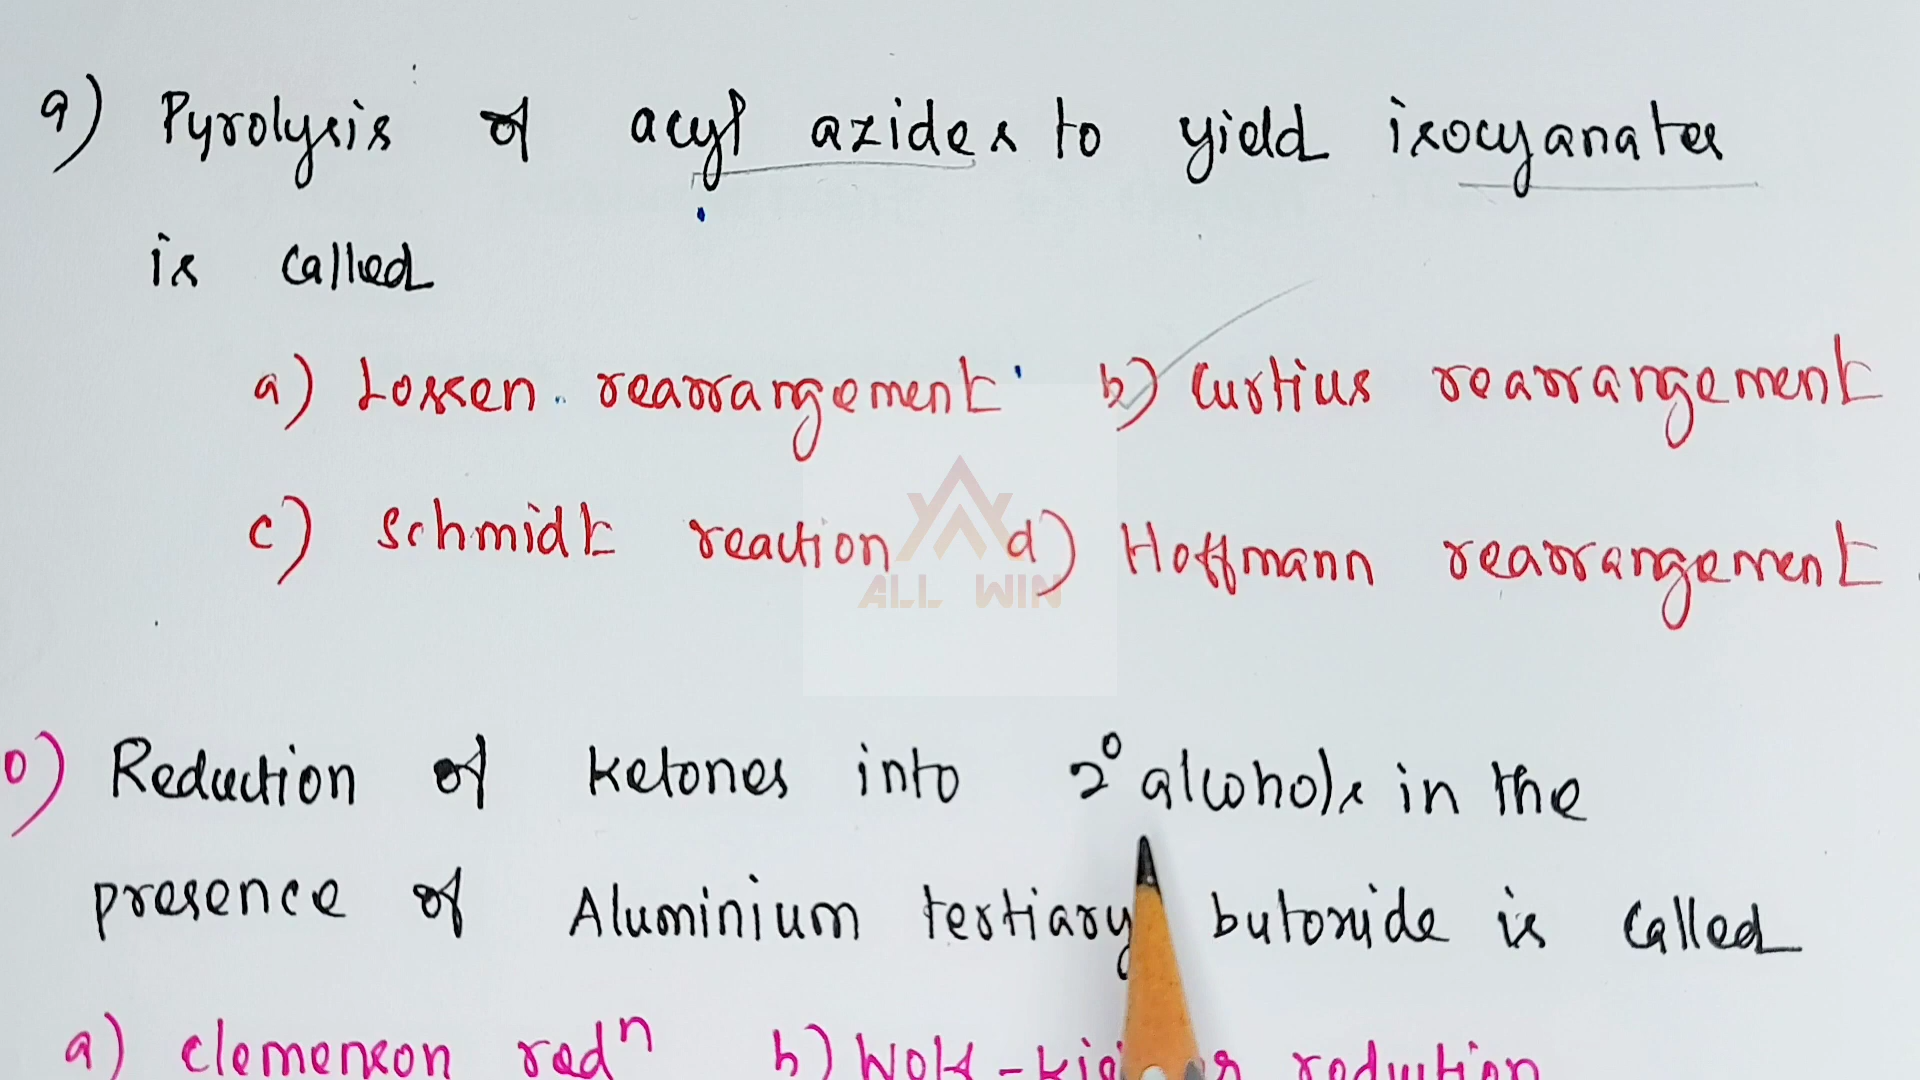 9) Pyrolysis of acyl azides to yield isocyanates
is called
a) Lossen rearrangement b) Curtius rearrangement
c) Schmidt reaction d) Hoffmann rearrangement
ALL WIN
0) Reduction of ketones into 2° alcohols in the
presence of Aluminium tertiary butoxide is called
a) Clemenson redn b) reduction